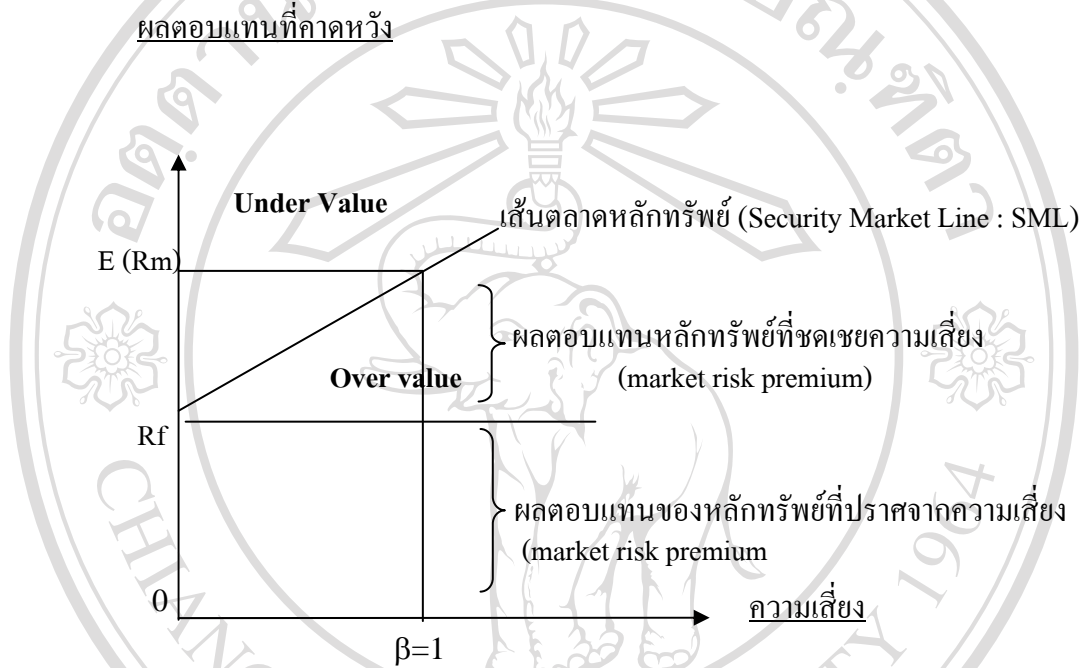 ผลตอบแทนที่คาดหวัง
Under Value
เส้นตลาดหลักทรัพย์ (Security Market Line : SML)
E (Rm)
ผลตอบแทนหลักทรัพย์ที่ชดเชยความเสี่ยง
(market risk premium)
Over value
Rf
ผลตอบแทนของหลักทรัพย์ที่ปราศจากความเสี่ยง
(market risk premium
0
ความเสี่ยง
β=1
1964